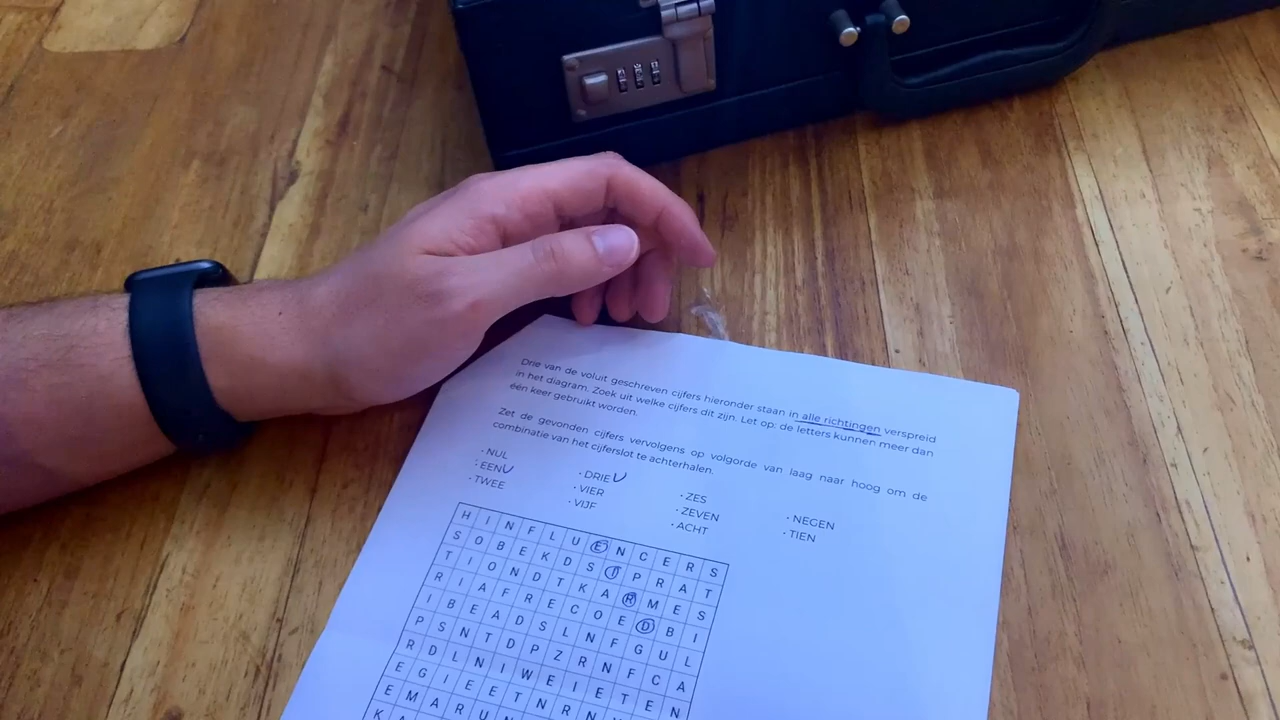 Drie van de voluit geschreven cijfers hieronder staan in alle richtingen verspreid
in het diagram. Zoek uit welke cijfers dit zijn. Let op: de letters kunnen meer dan
één keer gebruikt worden.
Zet de gevonden cijfers vervolgens op volgorde van laag naar hoog om de
combinatie van het cijferslot te achterhalen.
· NUL
· EEN
· TWEE
· DRIE
· VIER
· VIJF
· ZES
· ZEVEN
· ACHT
· NEGEN
· TIEN
H I N F L U E N C E R S
S O B E K D S I P R A T
T I O N D T K A R M E S
R I A F R E C O E D B I
I B E A D S L N F G U L
P S N T D P Z R N F C A
R D L N I W E I E T E N
E G I E E T N R N
E M A R U
K